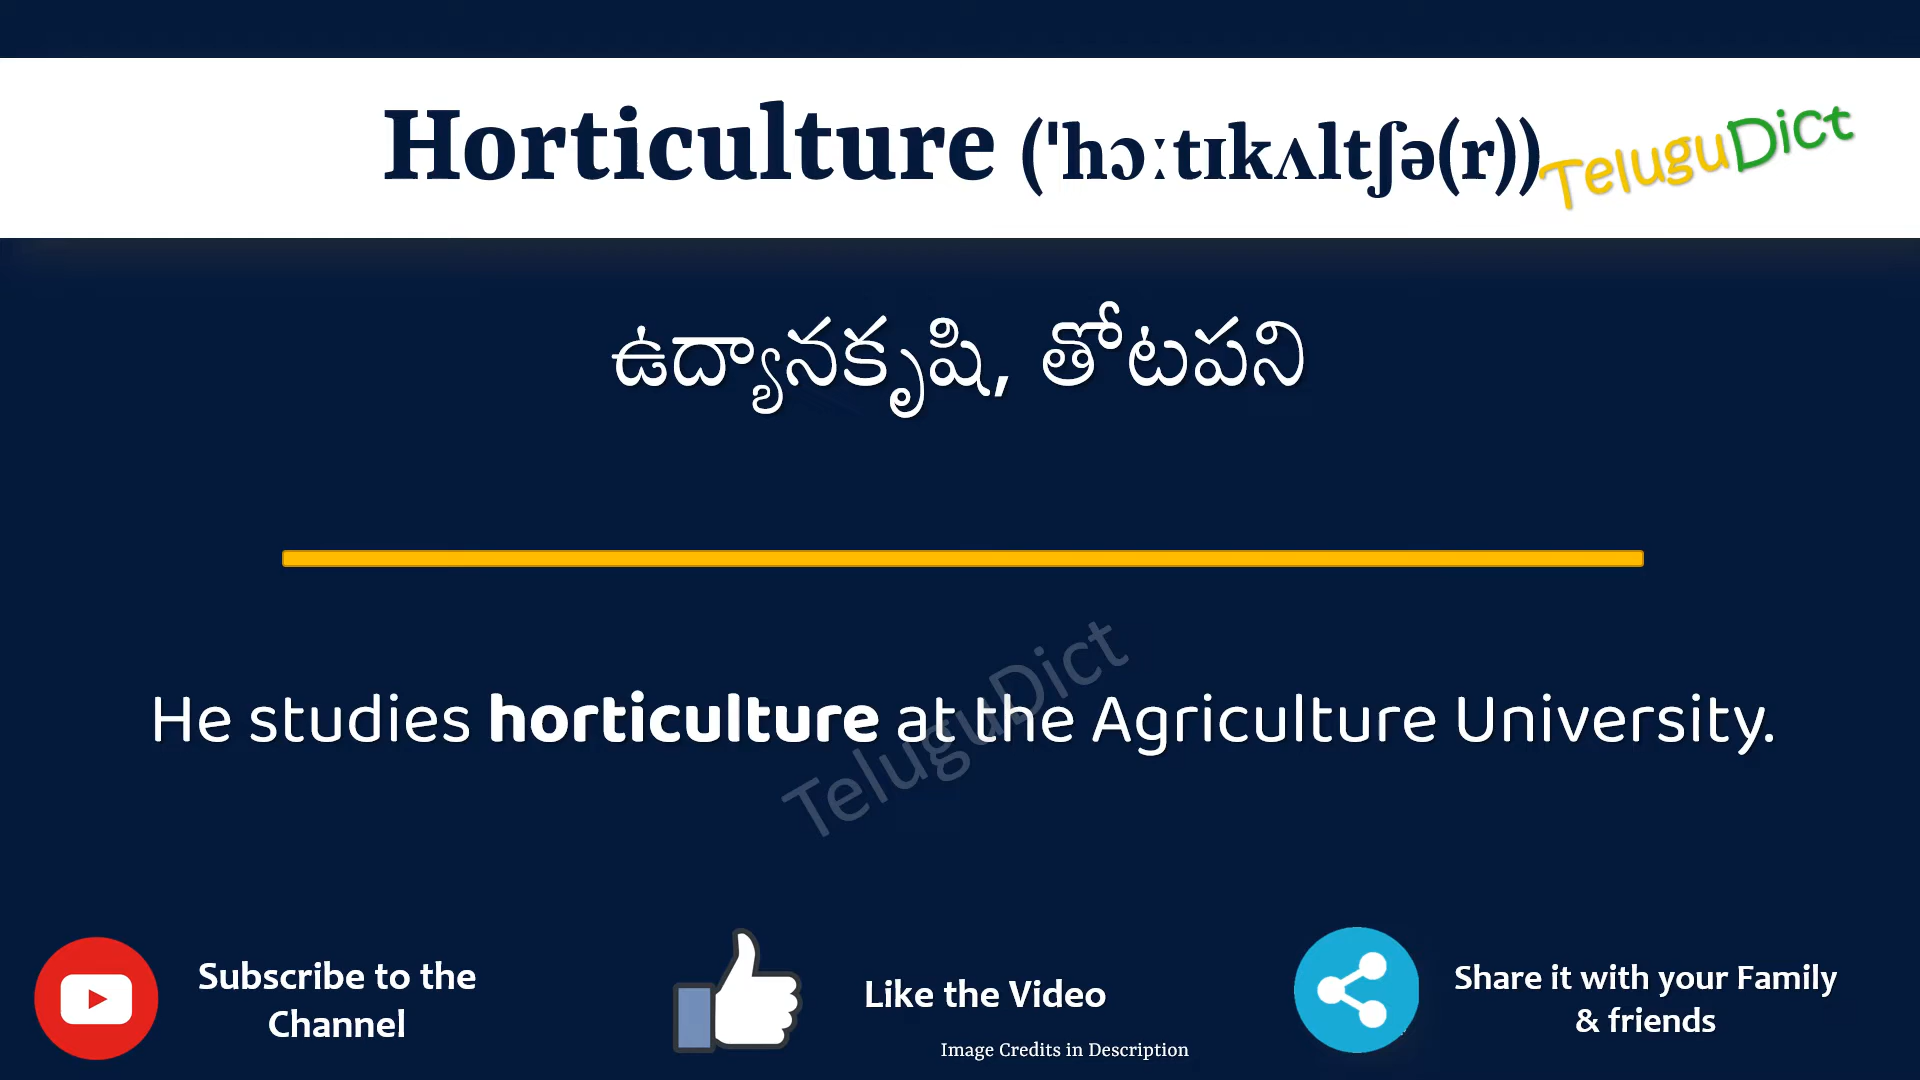 Horticulture (ˈhɔːtɪkʌltʃə(r))
TeluguDict
ఉద్యానకృషి, తోటపని
He studies horticulture at the Agriculture University.
TeluguDict
Subscribe to the
Channel
Like the Video
Share it with your Family
& friends
Image Credits in Description